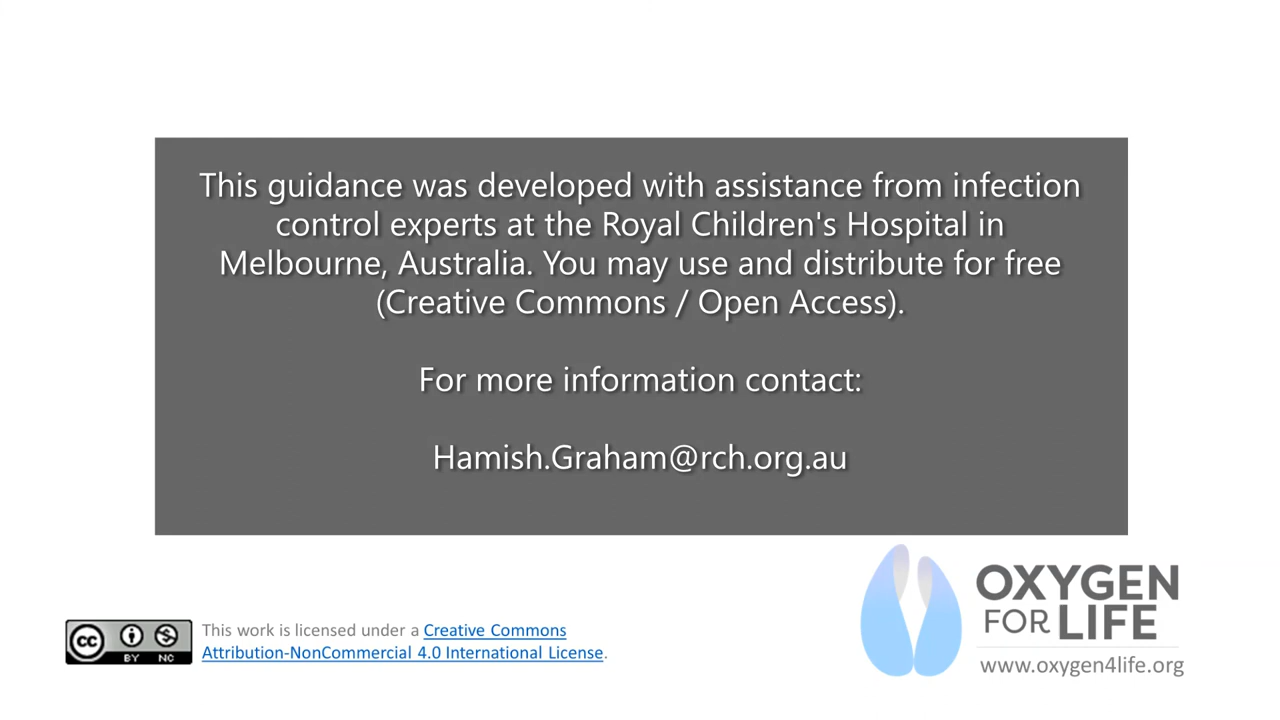 This guidance was developed with assistance from infection
control experts at the Royal Children's Hospital in
Melbourne, Australia. You may use and distribute for free
(Creative Commons / Open Access).
For more information contact:
Hamish.Graham@rch.org.au
OXYGEN
FOR LIFE
www.oxygen4life.org
cc
BY NC
This work is licensed under a Creative Commons
Attribution-NonCommercial 4.0 International License.